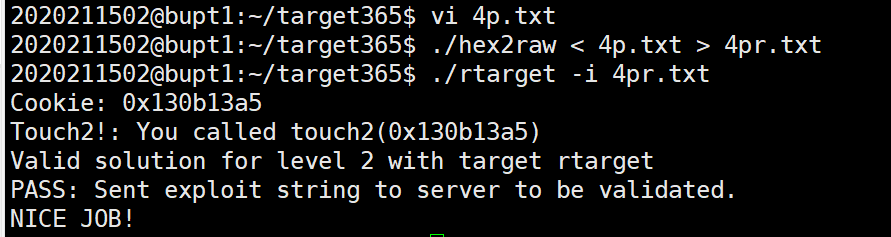 2020211502@bupt1:~/target365$ vi 4p.txt
2020211502@bupt1:~/target365$ ./hex2raw < 4p.txt > 4pr.txt
2020211502@bupt1:~/target365$ ./rtarget -i 4pr.txt
Cookie: 0x130b13a5
Touch2!: You called touch2(0x130b13a5)
Valid solution for level 2 with target rtarget
PASS: Sent exploit string to server to be validated.
NICE JOB!